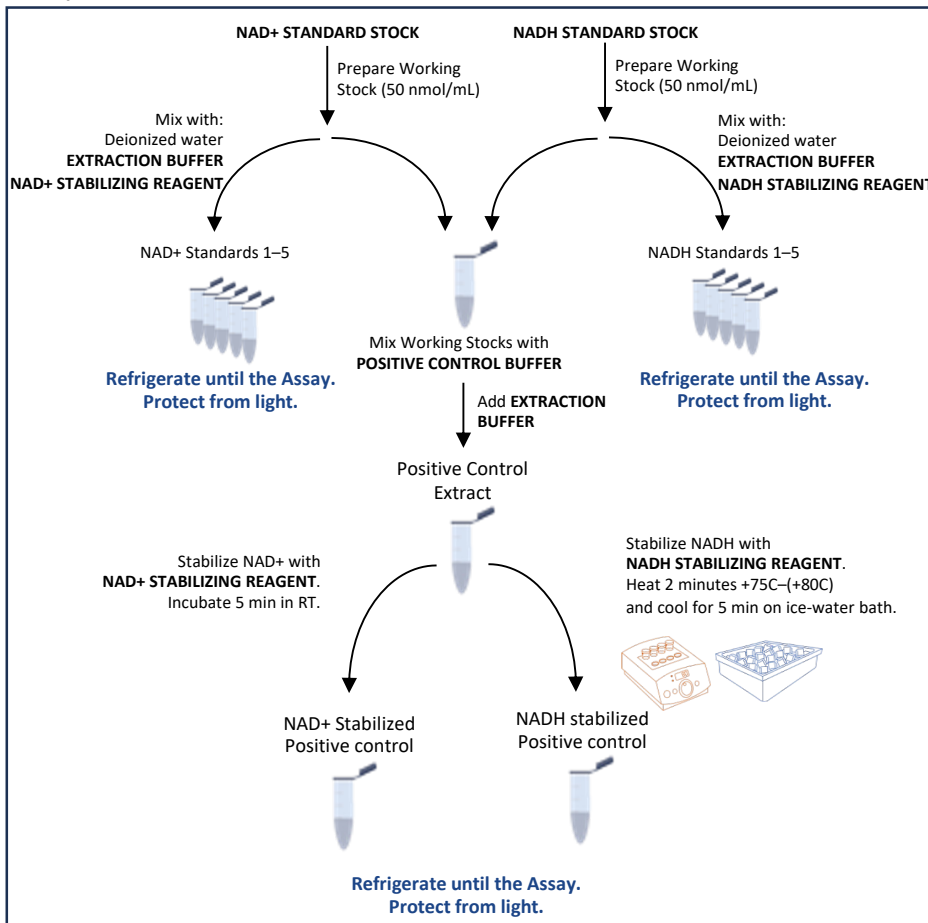 NAD+ STANDARD STOCK
NADH STANDARD STOCK
Prepare Working
Stock (50 nmol/mL)
Prepare Working
Stock (50 nmol/mL)
Mix with:
Deionized water
EXTRACTION BUFFER
NAD+ STABILIZING REAGENT
Mix with:
Deionized water
EXTRACTION BUFFER
NADH STABILIZING REAGENT
NAD+ Standards 1–5
NADH Standards 1–5
Refrigerate until the Assay.
Protect from light.
Mix Working Stocks with
POSITIVE CONTROL BUFFER
Refrigerate until the Assay.
Protect from light.
Add EXTRACTION
BUFFER
Positive Control
Extract
Stabilize NAD+ with
NAD+ STABILIZING REAGENT.
Incubate 5 min in RT.
Stabilize NADH with
NADH STABILIZING REAGENT.
Heat 2 minutes +75C–(+80C)
and cool for 5 min on ice-water bath.
NAD+ Stabilized
Positive control
NADH stabilized
Positive control
Refrigerate until the Assay.
Protect from light.